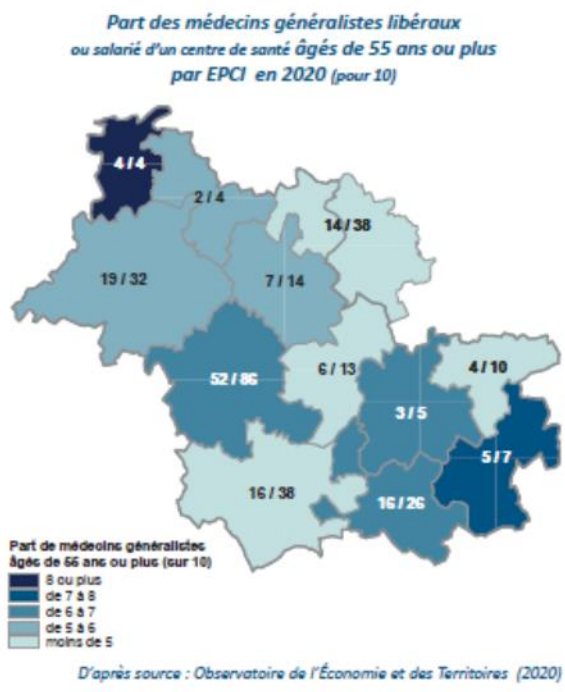 Part des médecins généralistes libéraux
ou salarié d'un centre de santé âgés de 55 ans ou plus
par EPCI en 2020 (pour 10)
4 / 4
2 / 4
14 / 38
19 / 32
7 / 14
52 / 86
6 / 13
4 / 10
3 / 5
5 / 7
16 / 38
16 / 26
Part de médecins généralistes
âgés de 55 ans ou plus (sur 10)
8 ou plus
de 7 à 8
de 6 à 7
de 5 à 6
moins de 5
D'après source : Observatoire de l'Économie et des Territoires (2020)